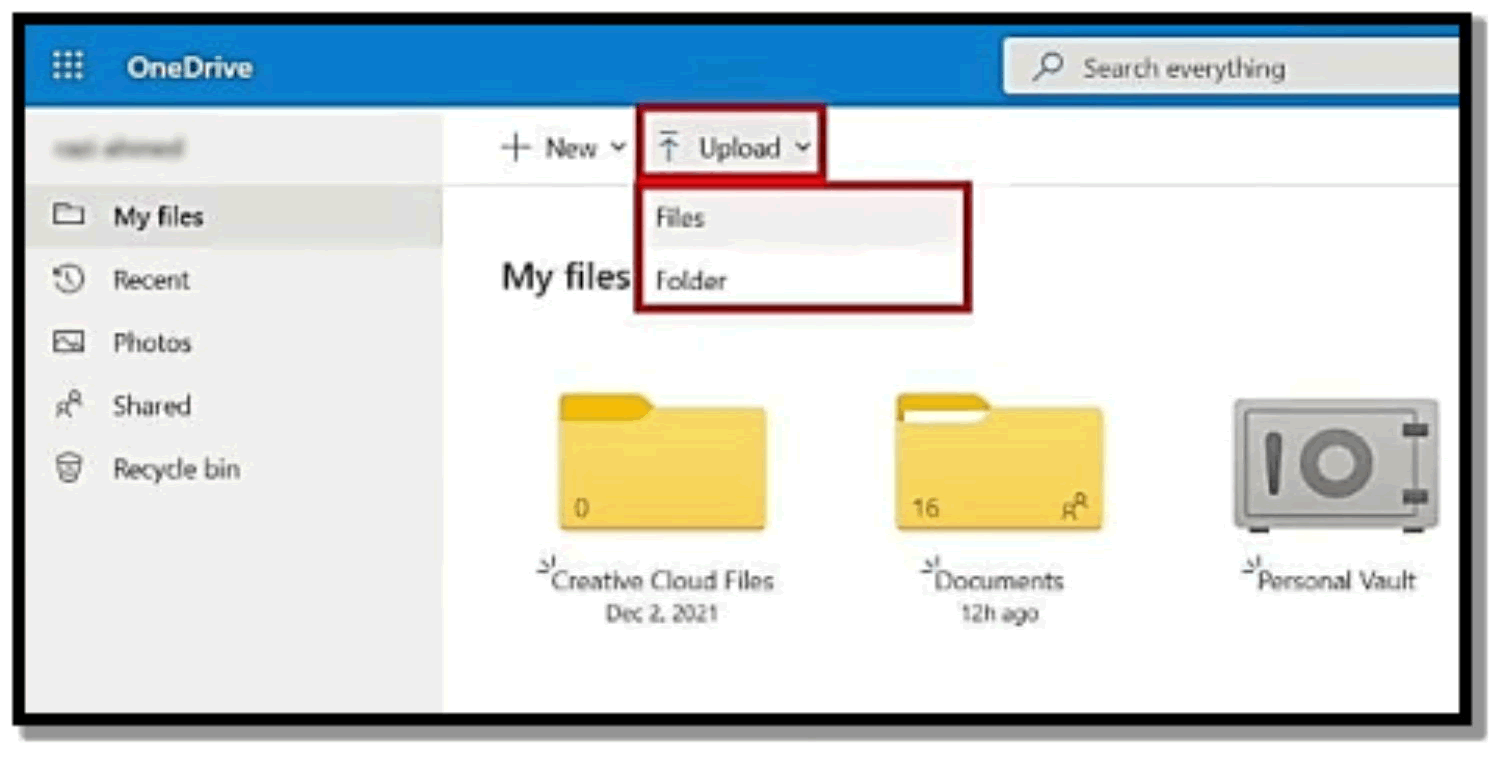 OneDrive
Search everything
New
Upload
My files
Recent
Photos
Shared
Recycle bin
Files
Folder
My files
0
16
Creative Cloud Files
Dec 2, 2021
Documents
12h ago
Personal Vault